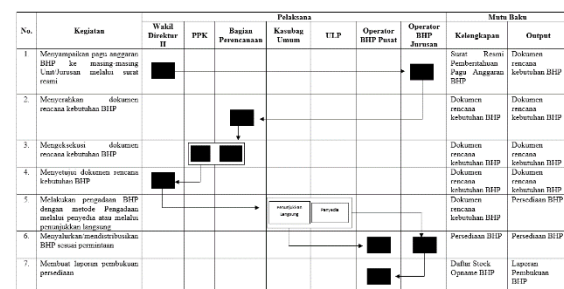 Pelaksana
Mutu Baku
No.
Kegiatan
Wakil
Direktur
II
PPK
Bagian
Perencanaan
Kasubag
Umum
ULP
Operator
BHP Pusat
Operator
BHP
Jurusan
Kelengkapan
Output
1.
Menyampaikan pagu anggaran
BHP ke masing-masing
Unit/Jurusan melalui surat
resmi
Surat Resmi
Pemberitahuan
Pagu Anggaran
BHP
Dokumen
rencana
kebutuhan BHP
2.
Menyerahkan dokumen
rencana kebutuhan BHP
Dokumen
rencana
kebutuhan BHP
Dokumen
rencana
kebutuhan BHP
3.
Mengeksekusi dokumen
rencana kebutuhan BHP
Dokumen
rencana
kebutuhan BHP
Dokumen
rencana
kebutuhan BHP
4.
Menyetujui dokumen rencana
kebutuhan BHP
Dokumen
rencana
kebutuhan BHP
Dokumen
rencana
kebutuhan BHP
5.
Melakukan pengadaan BHP
dengan metode Pengadaan
melalui penyedia atau melalui
penunjukkan langsung
Penunjukkan
langsung
Penyedia
Dokumen
rencana
kebutuhan BHP
Persediaan BHP
6.
Menyalurkan/mendistribusikan
BHP sesuai permintaan
Persediaan BHP
Persediaan BHP
7.
Membuat laporan pembukuan
persediaan
Daftar Stock
Opname BHP
Laporan
Pembukuan
BHP